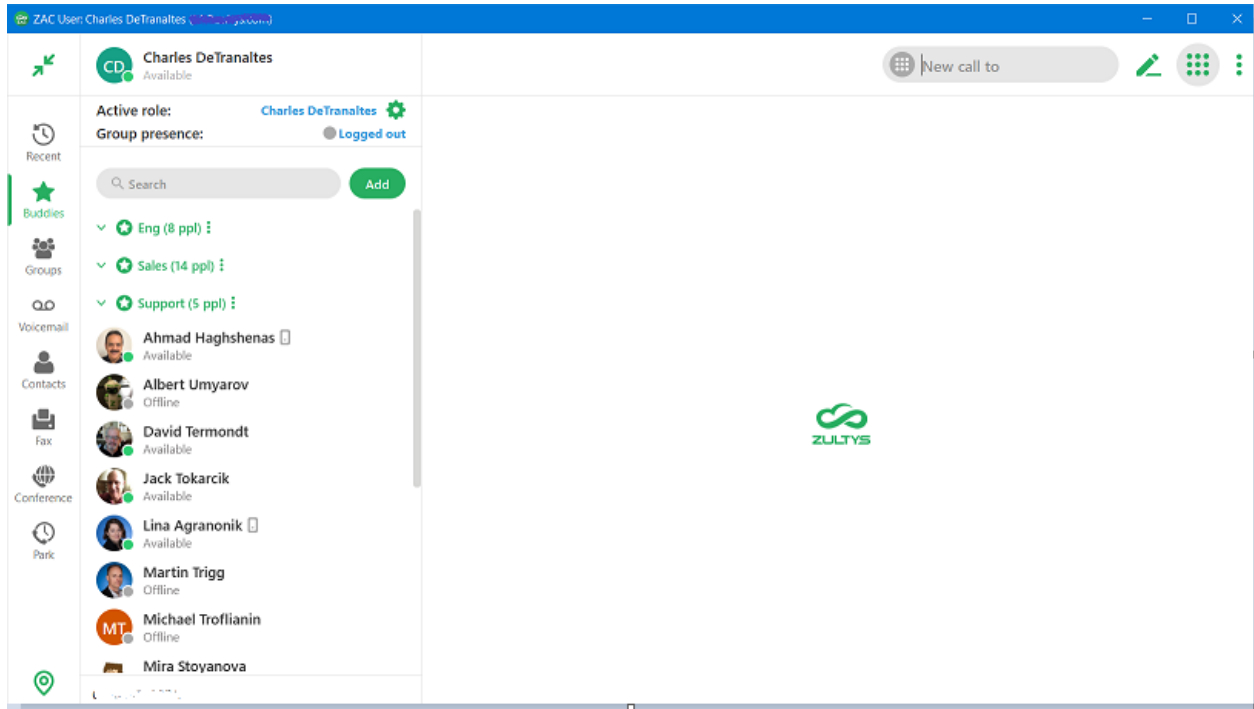 ZAC User: Charles DeTranaltes
CD
Charles DeTranaltes
Available
New call to
Active role: Charles DeTranaltes
Group presence: Logged out
Recent
Buddies
Groups
Voicemail
Contacts
Fax
Conference
Park
Search
Add
Eng (8 ppl)
Sales (14 ppl)
Support (5 ppl)
Ahmad Haghshenas
Available
Albert Umyarov
Offline
David Termondt
Available
Jack Tokarcik
Available
Lina Agranonik
Available
Martin Trigg
Offline
MT
Michael Troflianin
Offline
Mira Stoyanova
ZULTYS